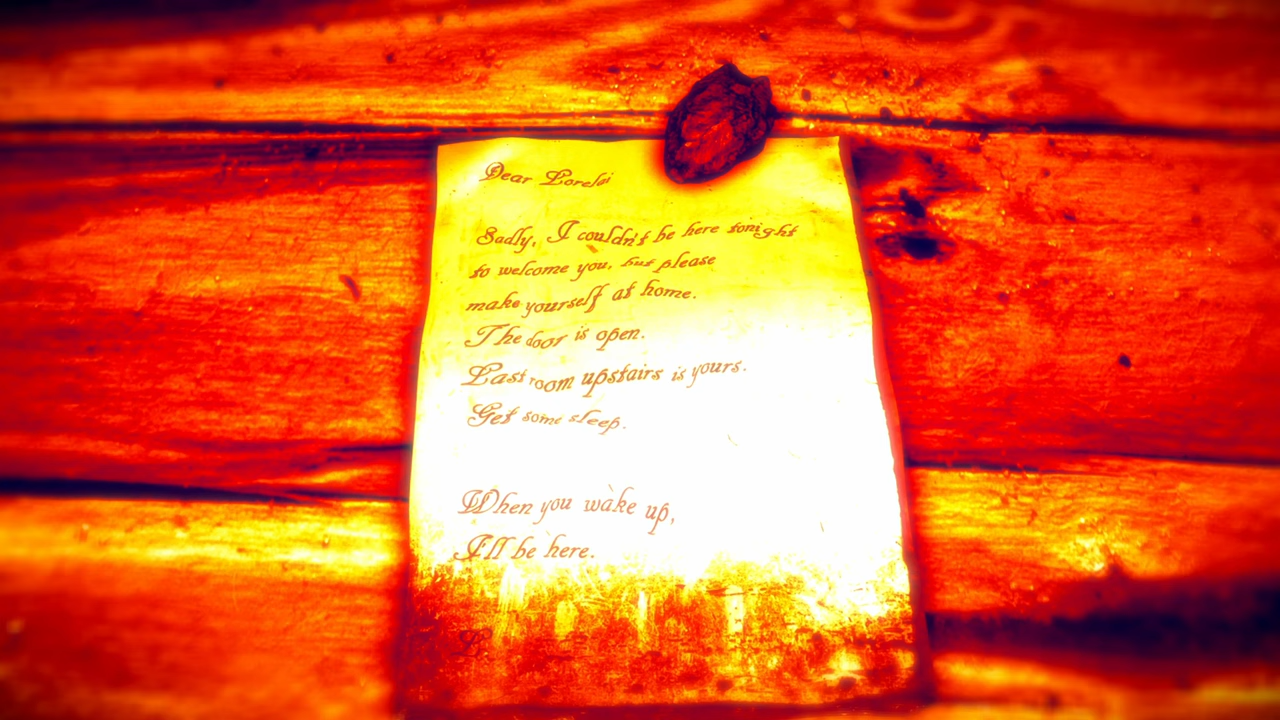 Dear Lorelei
Sadly, I couldn't be here tonight
to welcome you, but please
make yourself at home.
The door is open.
Last room upstairs is yours.
Get some sleep.
When you wake up,
I'll be here.